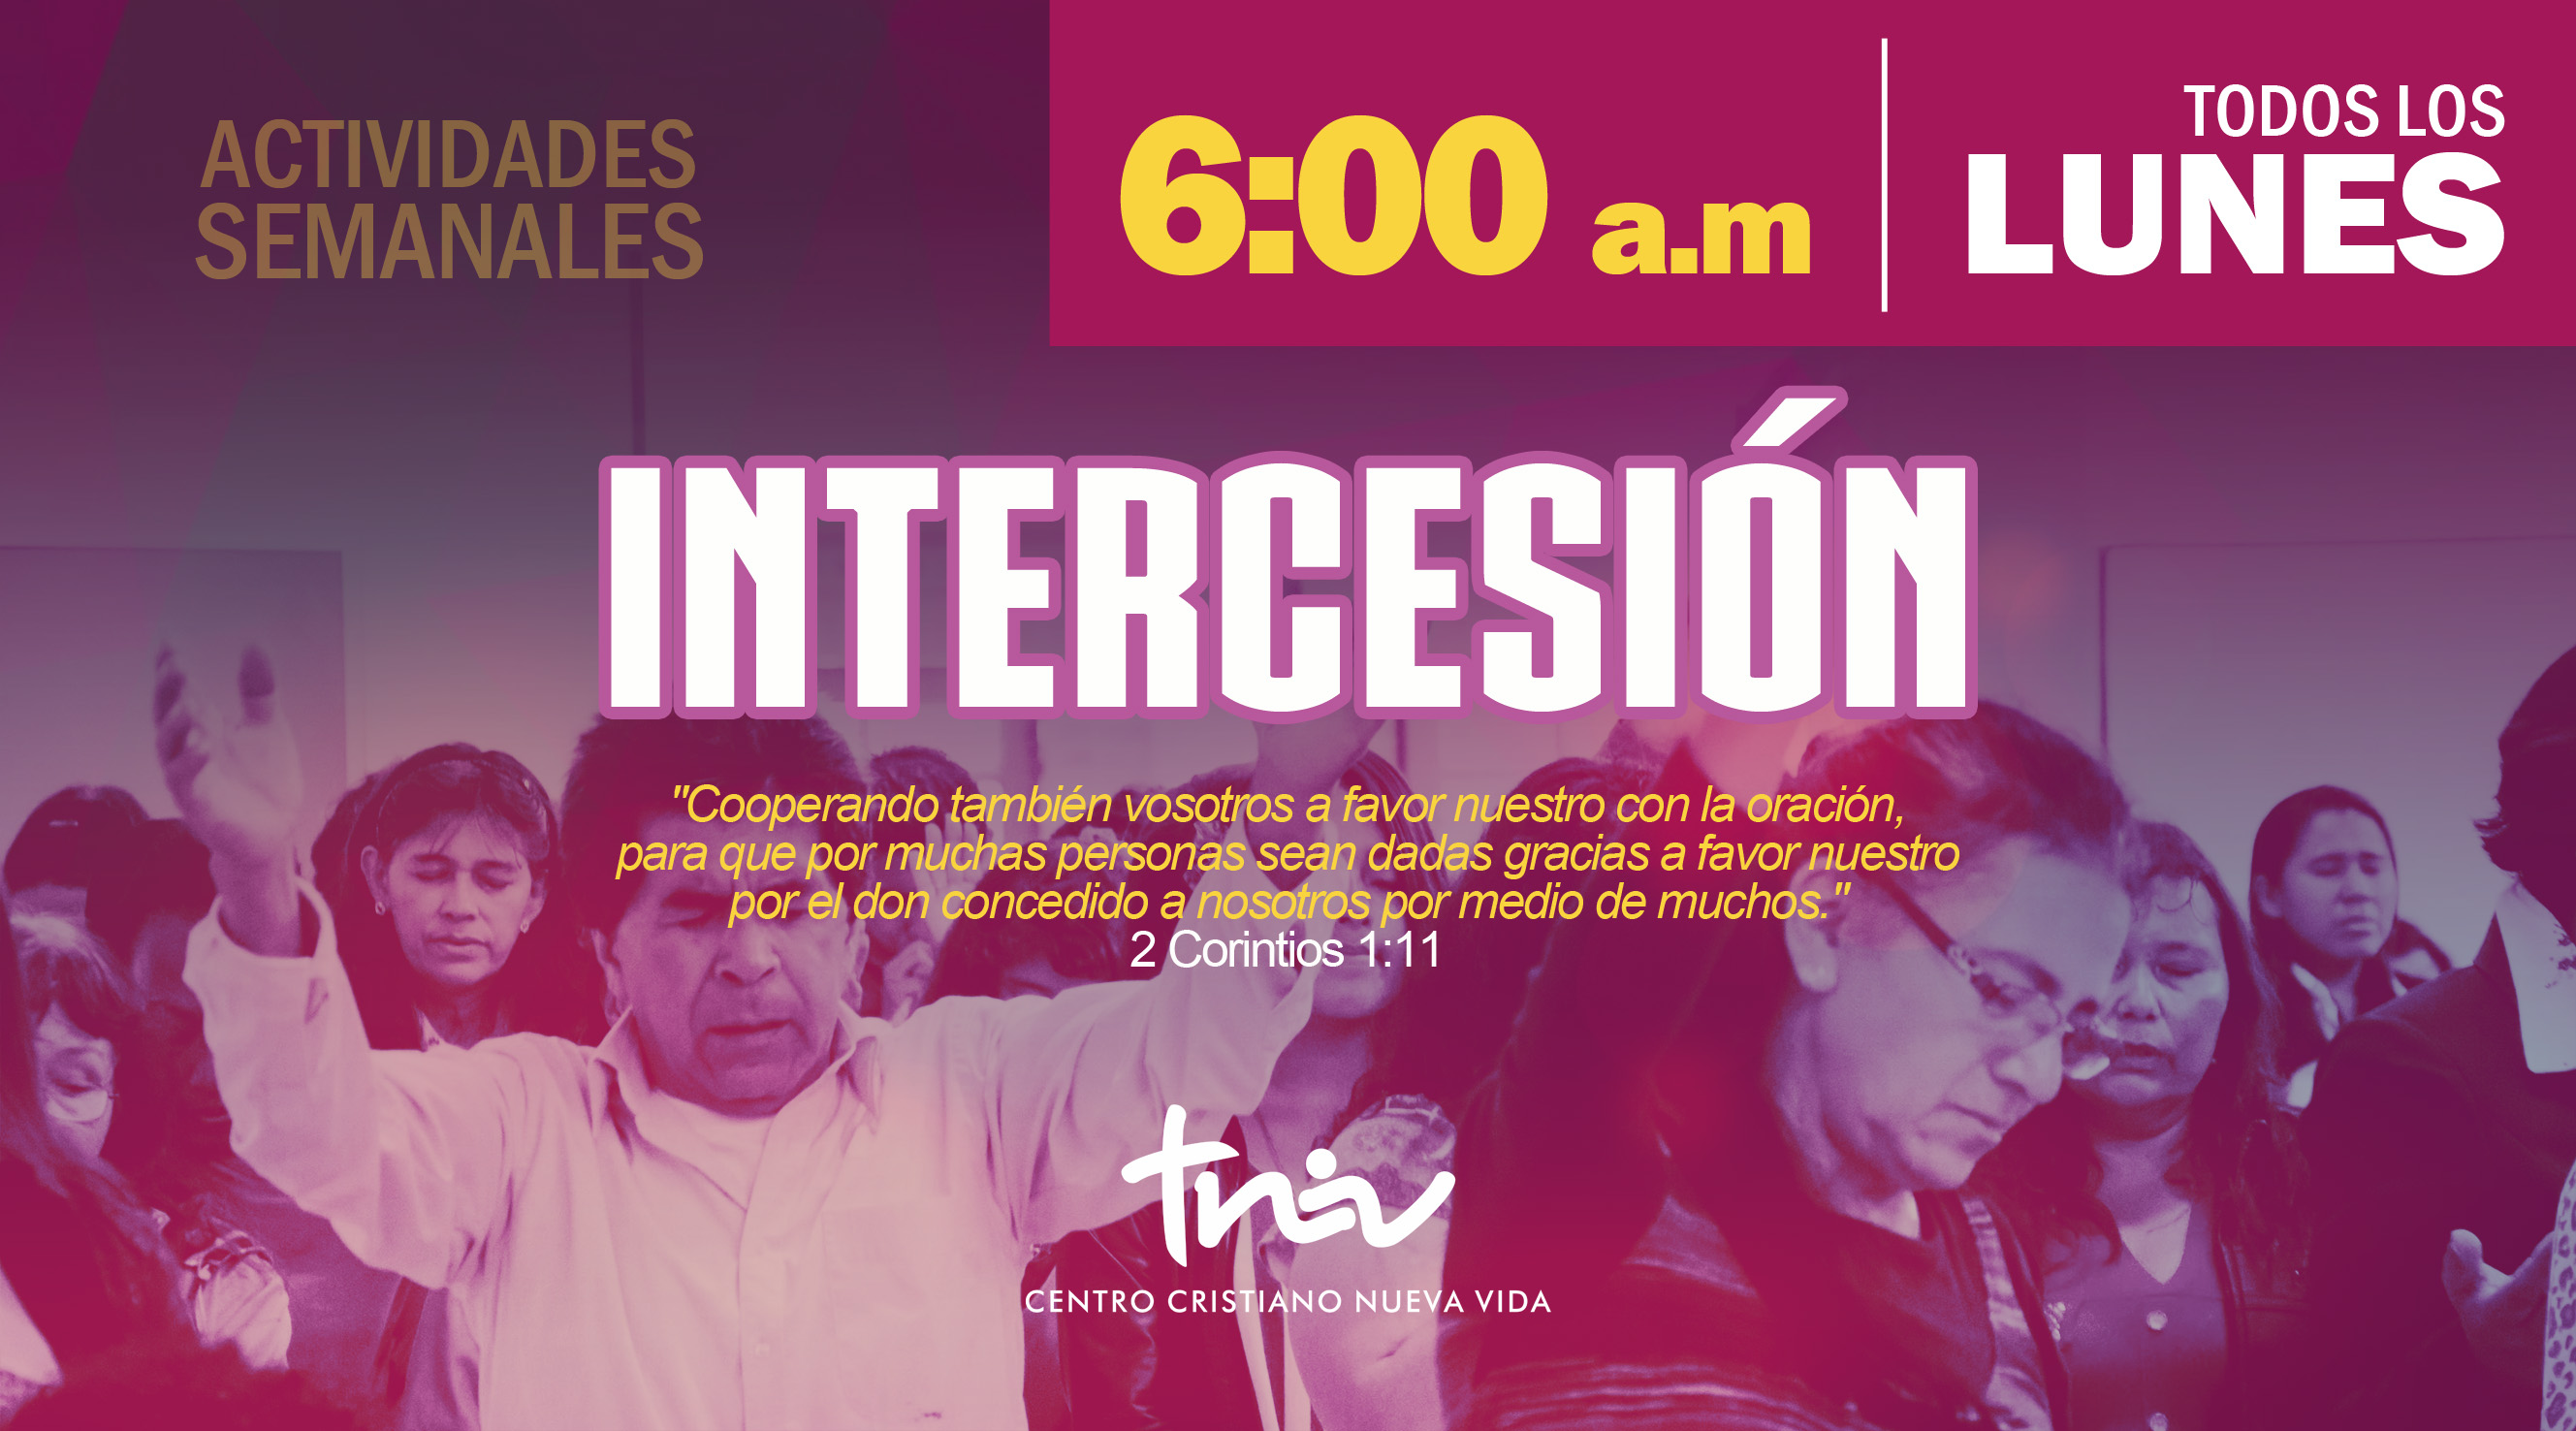 ACTIVIDADES
SEMANALES
6:00 a.m
TODOS LOS
LUNES
INTERCESIÓN
"Cooperando también vosotros a favor nuestro con la oración,
para que por muchas personas sean dadas gracias a favor nuestro
por el don concedido a nosotros por medio de muchos."
2 Corintios 1:11
CENTRO CRISTIANO NUEVA VIDA